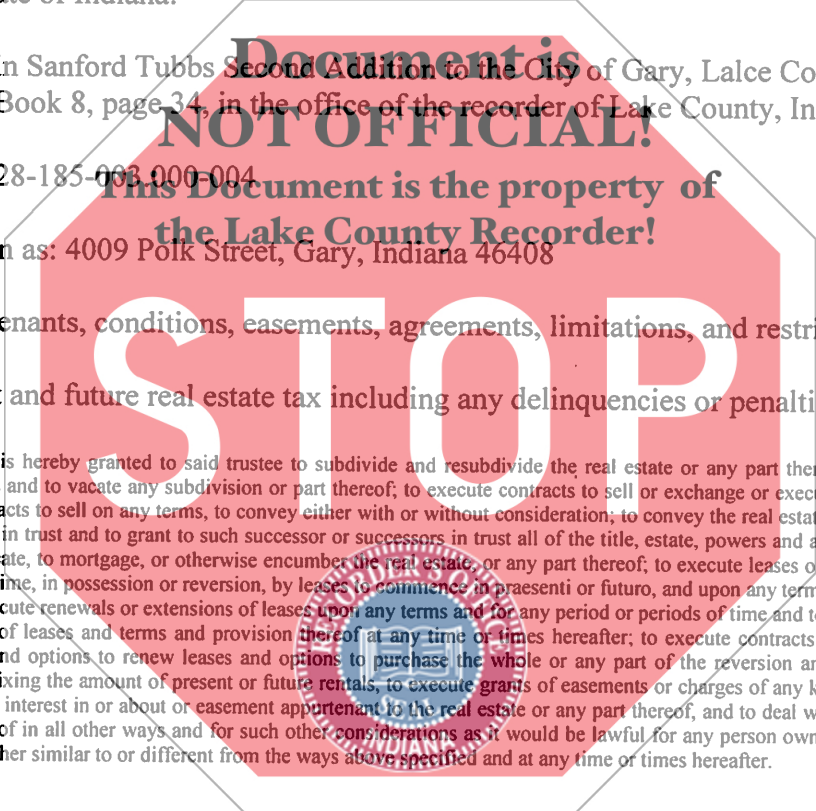 ate of Indiana:
Document is
n Sanford Tubbs Second Addition to the City of Gary, Lalce Co
Book 8, page 34, in the office of the recorder of Lake County, In
NOT OFFICIAL!
28-185-003.000-004
This Document is the property of
the Lake County Recorder!
n as: 4009 Polk Street, Gary, Indiana 46408
STOP
enants, conditions, easements, agreements, limitations, and restri
and future real estate tax including any delinquencies or penalti
is hereby granted to said trustee to subdivide and resubdivide the real estate or any part ther
and to vacate any subdivision or part thereof; to execute contracts to sell or exchange or exec
acts to sell on any terms, to convey either with or without consideration; to convey the real estat
in trust and to grant to such successor or successors in trust all of the title, estate, powers and a
ate, to mortgage, or otherwise encumber the real estate, or any part thereof; to execute leases o
ime, in possession or reversion, by leases to commence in praesenti or futuro, and upon any term
cute renewals or extensions of leases upon any terms and for any period or periods of time and t
of leases and terms and provision thereof at any time or times hereafter; to execute contracts
nd options to renew leases and options to purchase the whole or any part of the reversion an
ixing the amount of present or future rentals, to execute grants of easements or charges of any k
interest in or about or easement appurtenant to the real estate or any part thereof, and to deal w
of in all other ways and for such other considerations as it would be lawful for any person own
her similar to or different from the ways above specified and at any time or times hereafter.
RECORDER'S OFFICE
INDIANA